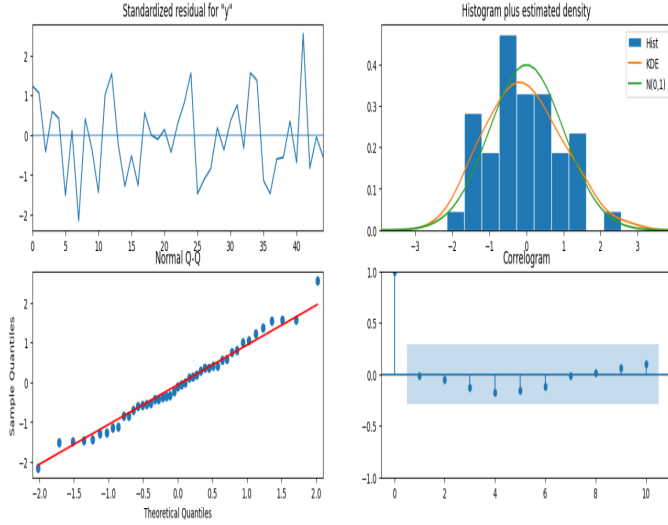 Standardized residual for "y"
2
1
0
−1
−2
0 5 10 15 20 25 30 35 40
Histogram plus estimated density
Hist
KDE
N(0,1)
0.4
0.3
0.2
0.1
0.0
−3 −2 −1 0 1 2 3
Normal Q-Q
Sample Quantiles
2
1
0
−1
−2
−2.0 −1.5 −1.0 −0.5 0.0 0.5 1.0 1.5 2.0
Theoretical Quantiles
Correlogram
1.0
0.5
0.0
−0.5
−1.0
0 2 4 6 8 10